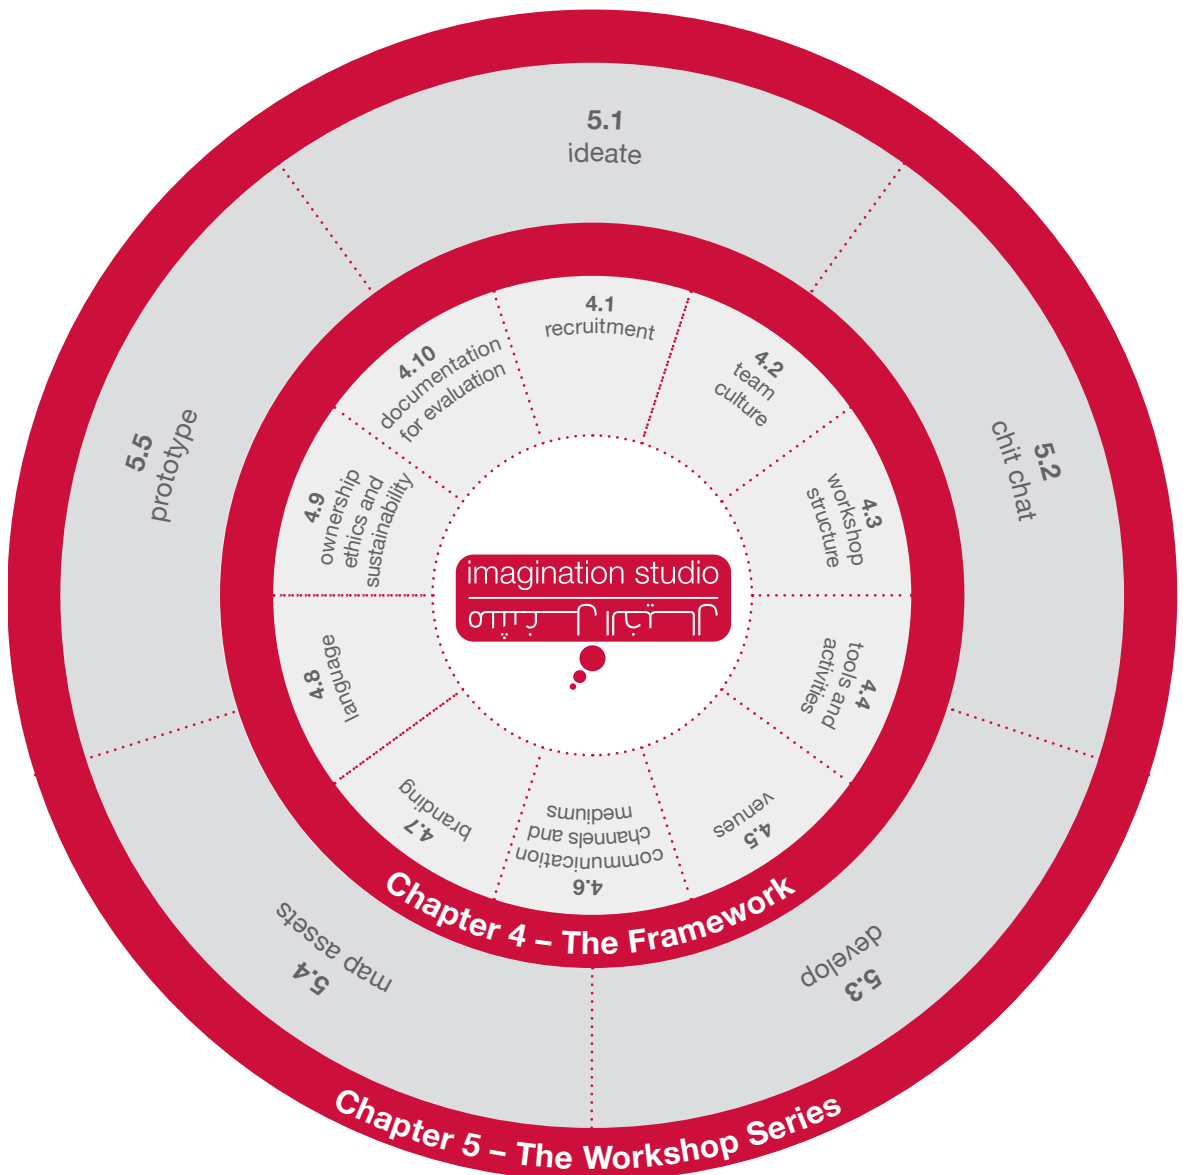 5.1
ideate
5.2
chit chat
5.3
develop
5.4
map assets
5.5
prototype
4.1
recruitment
4.2
team
culture
4.3
workshop
structure
4.4
tools and
activities
4.5
venues
4.6
communication
channels and
mediums
4.7
branding
4.8
language
4.9
ownership
ethics and
sustainability
4.10
documentation
for evaluation
imagination studio
Chapter 4 – The Framework
Chapter 5 – The Workshop Series